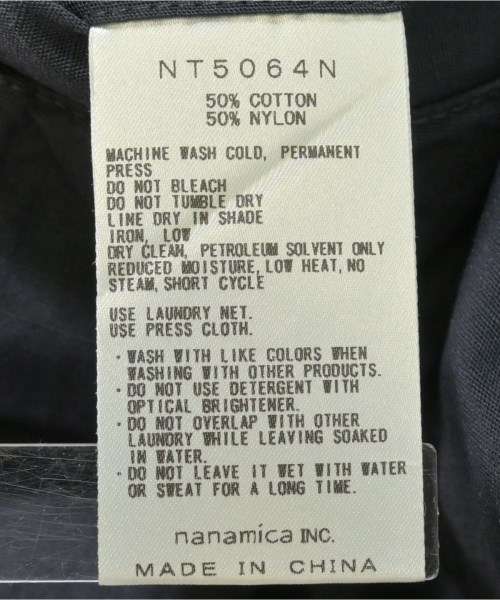 NT5064N
50% COTTON
50% NYLON
MACHINE WASH COLD, PERMANENT
PRESS
DO NOT BLEACH
DO NOT TUMBLE DRY
LINE DRY IN SHADE
IRON, LOW
DRY CLEAN, PETROLEUM SOLVENT ONLY
REDUCED MOISTURE, LOW HEAT, NO
STEAM, SHORT CYCLE
USE LAUNDRY NET.
USE PRESS CLOTH.
・WASH WITH LIKE COLORS WHEN
WASHING WITH OTHER PRODUCTS.
・DO NOT USE DETERGENT WITH
OPTICAL BRIGHTENER.
・DO NOT OVERLAP WITH OTHER
LAUNDRY WHILE LEAVING SOAKED
IN WATER.
・DO NOT LEAVE IT WET WITH WATER
OR SWEAT FOR A LONG TIME.
nanamica INC.
MADE IN CHINA